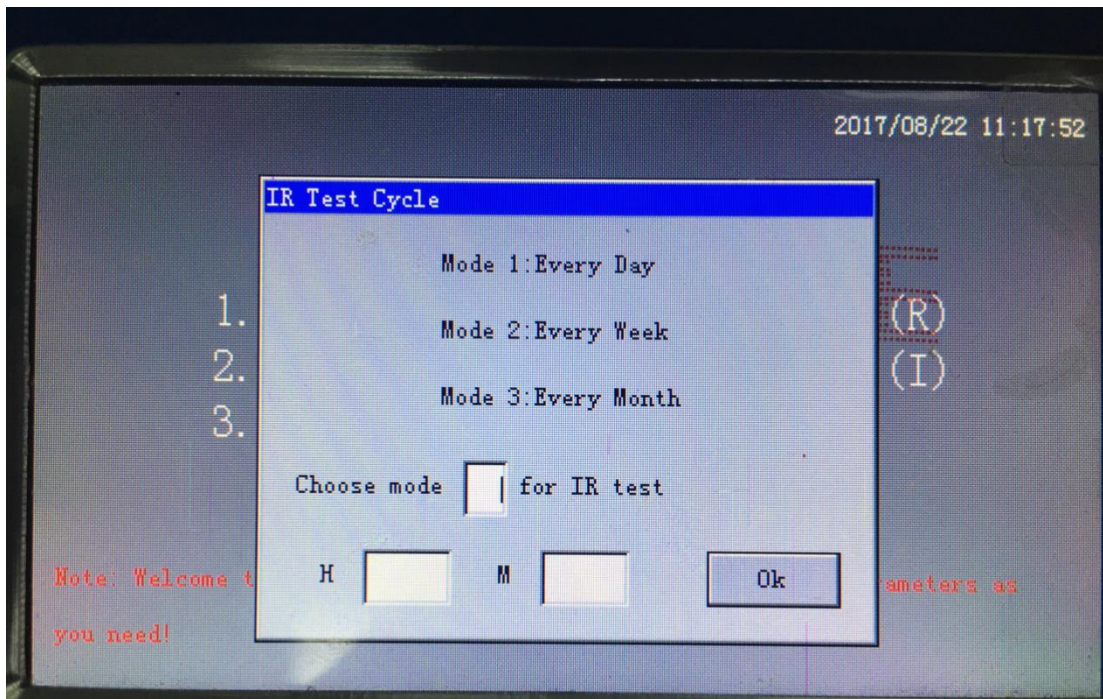 2017/08/22 11:17:52
IR Test Cycle
Mode 1:Every Day
Mode 2:Every Week
Mode 3:Every Month
1. (R)
2. (I)
3.
Choose mode for IR test
H M Ok
Note: Welcome t ameters as
you need!